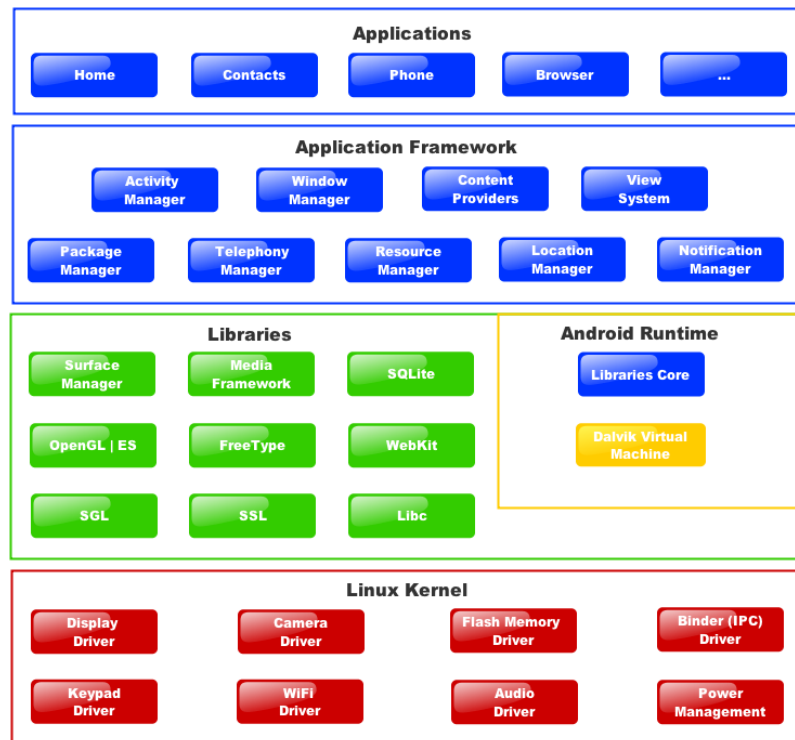 Applications
Home
Contacts
Phone
Browser
...
Application Framework
Activity
Manager
Window
Manager
Content
Providers
View
System
Package
Manager
Telephony
Manager
Resource
Manager
Location
Manager
Notification
Manager
Libraries
Surface
Manager
Media
Framework
SQLite
OpenGL | ES
FreeType
WebKit
SGL
SSL
Libc
Android Runtime
Libraries Core
Dalvik Virtual
Machine
Linux Kernel
Display
Driver
Camera
Driver
Flash Memory
Driver
Binder (IPC)
Driver
Keypad
Driver
WiFi
Driver
Audio
Driver
Power
Management